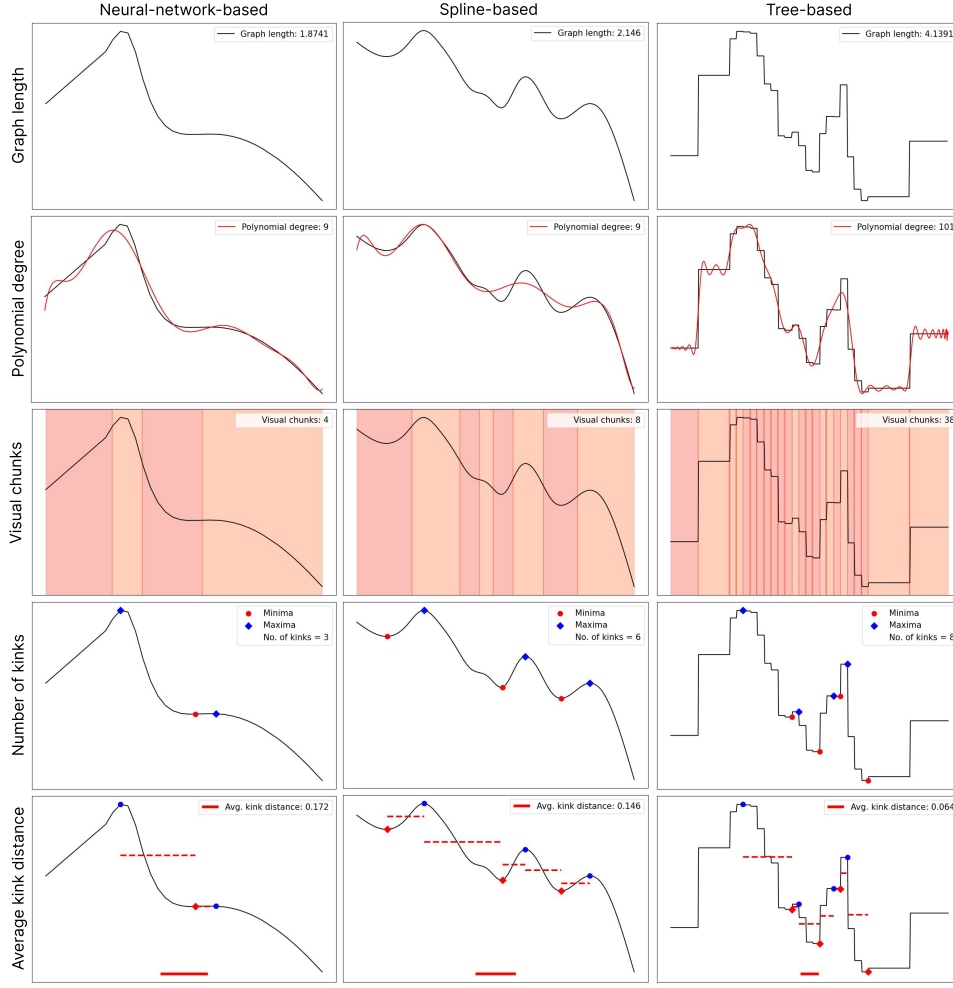 Neural-network-based
Spline-based
Tree-based
Graph length
Graph length: 1.8741
Graph length: 2.146
Graph length: 4.1391
Polynomial degree
Polynomial degree: 9
Polynomial degree: 9
Polynomial degree: 101
Visual chunks
Visual chunks: 4
Visual chunks: 8
Visual chunks: 38
Number of kinks
Minima
Maxima
No. of kinks = 3
Minima
Maxima
No. of kinks = 6
Minima
Maxima
No. of kinks = 8
Average kink distance
Avg. kink distance: 0.172
Avg. kink distance: 0.146
Avg. kink distance: 0.064